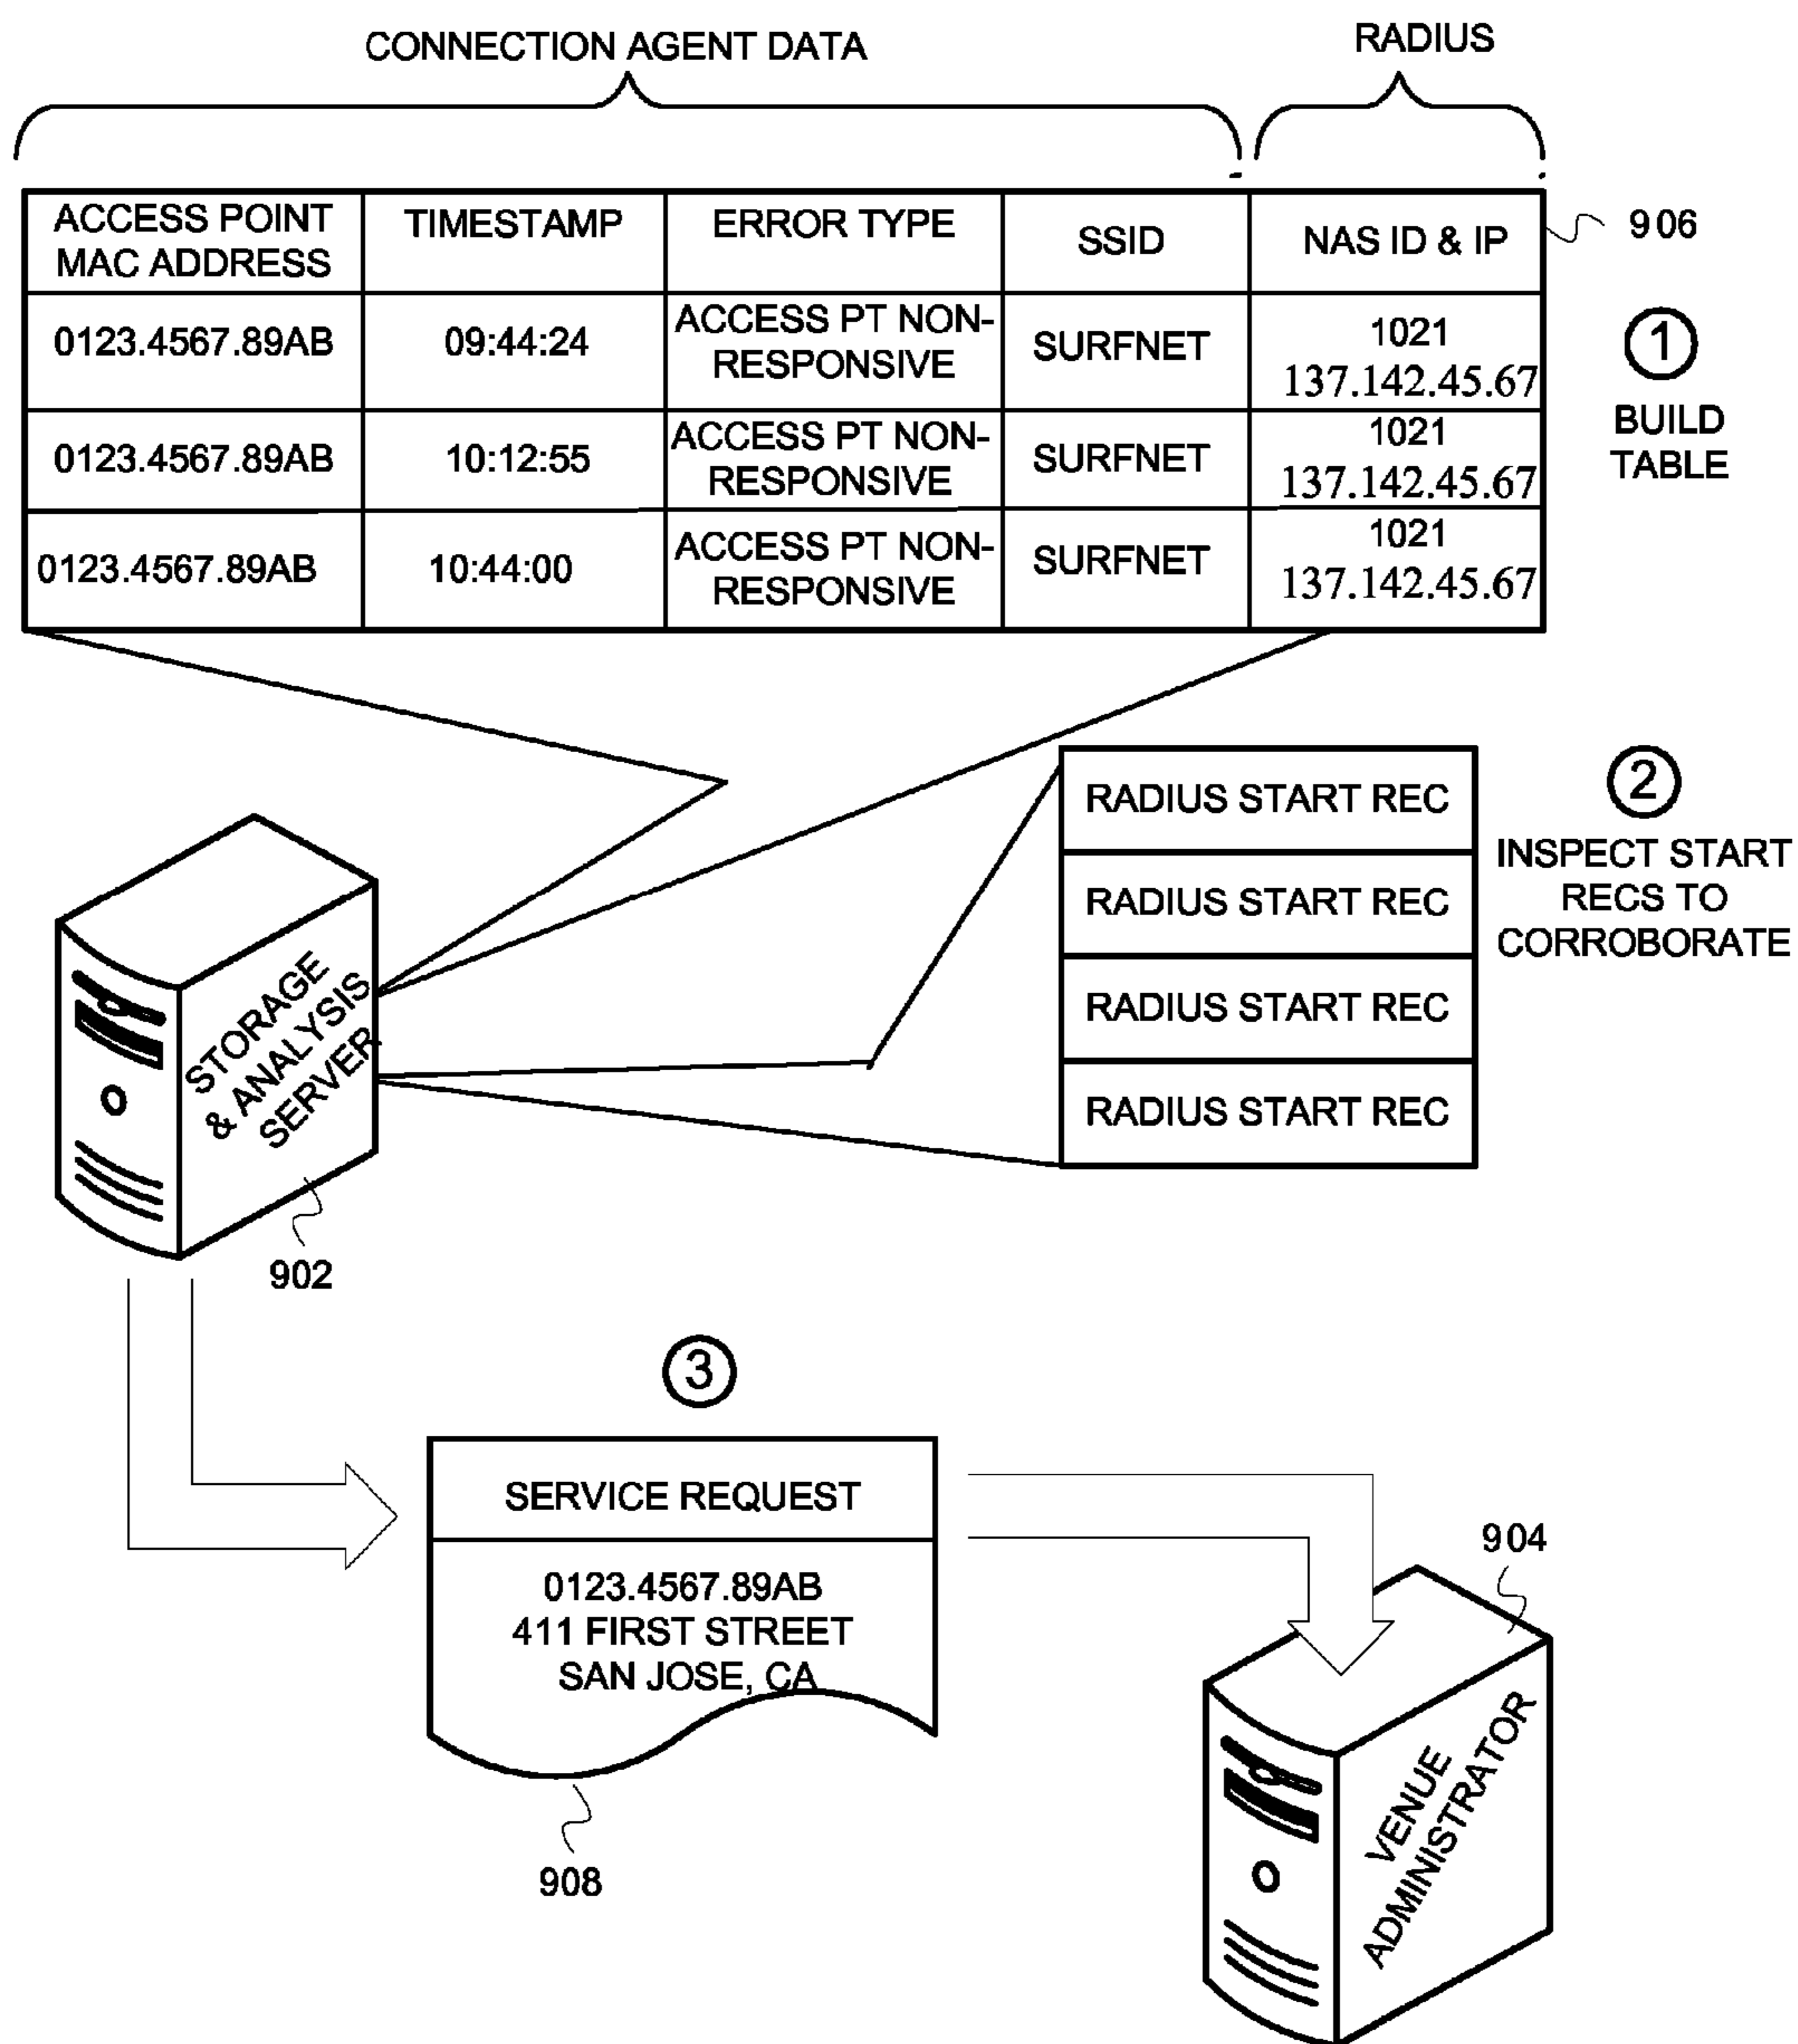 CONNECTION AGENT DATA
RADIUS
ACCESS POINT
MAC ADDRESS
TIMESTAMP
ERROR TYPE
SSID
NAS ID & IP
906
0123.4567.89AB
09:44:24
ACCESS PT NON-
RESPONSIVE
SURFNET
1021
137.142.45.67
1
BUILD
TABLE
0123.4567.89AB
10:12:55
ACCESS PT NON-
RESPONSIVE
SURFNET
1021
137.142.45.67
0123.4567.89AB
10:44:00
ACCESS PT NON-
RESPONSIVE
SURFNET
1021
137.142.45.67
RADIUS START REC
RADIUS START REC
RADIUS START REC
RADIUS START REC
2
INSPECT START
RECS TO
CORROBORATE
STORAGE
& ANALYSIS
SERVER
902
3
SERVICE REQUEST
0123.4567.89AB
411 FIRST STREET
SAN JOSE, CA
908
904
VENUE
ADMINISTRATOR